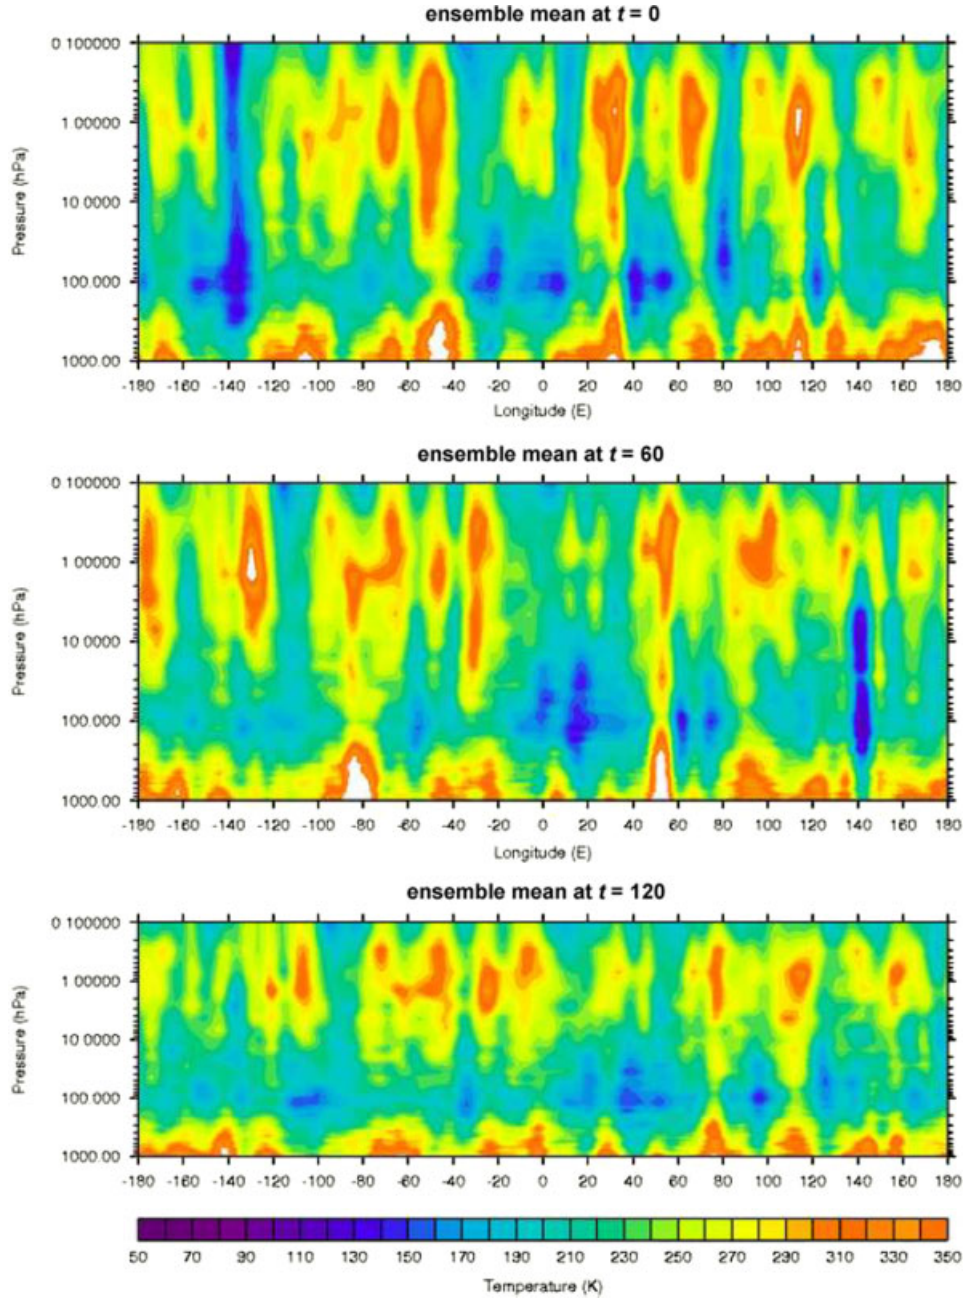 ensemble mean at t = 0
0 100000
1 00000
10 0000
100 000
1000 00
Pressure (hPa)
-180 -160 -140 -120 -100 -80 -60 -40 -20 0 20 40 60 80 100 120 140 160 180
Longitude (E)
ensemble mean at t = 60
0 100000
1 00000
10 0000
100 000
1000 00
Pressure (hPa)
-180 -160 -140 -120 -100 -80 -60 -40 -20 0 20 40 60 80 100 120 140 160 180
Longitude (E)
ensemble mean at t = 120
0 100000
1 00000
10 0000
100 000
1000 00
Pressure (hPa)
-180 -160 -140 -120 -100 -80 -60 -40 -20 0 20 40 60 80 100 120 140 160 180
50 70 90 110 130 150 170 190 210 230 250 270 290 310 330 350
Temperature (K)